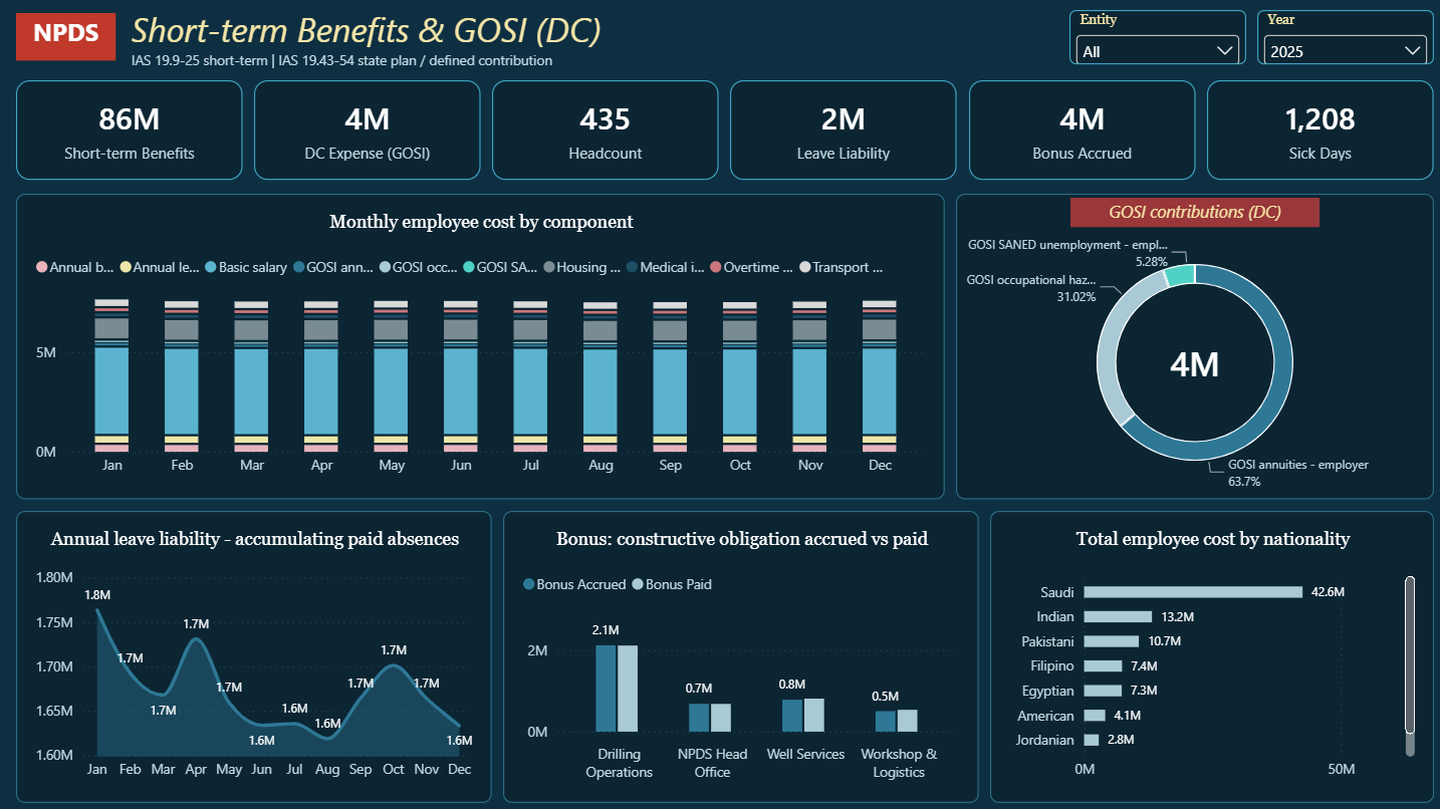 NPDS
Short-term Benefits & GOSI (DC)
IAS 19.9-25 short-term | IAS 19.43-54 state plan / defined contribution
Entity
All
Year
2025
86M
Short-term Benefits
4M
DC Expense (GOSI)
435
Headcount
2M
Leave Liability
4M
Bonus Accrued
1,208
Sick Days
Monthly employee cost by component
Annual b... Annual le... Basic salary GOSI ann... GOSI occ... GOSI SA... Housing ... Medical i... Overtime ... Transport ...
5M
0M
Jan Feb Mar Apr May Jun Jul Aug Sep Oct Nov Dec
GOSI contributions (DC)
GOSI SANED unemployment - empl...
5.28%
GOSI occupational haz...
31.02%
4M
GOSI annuities - employer
63.7%
Annual leave liability - accumulating paid absences
1.80M
1.75M
1.70M
1.65M
1.60M
1.8M
1.7M
1.7M
1.7M
1.7M
1.6M
1.6M
1.6M
1.7M
1.7M
1.7M
1.6M
Jan Feb Mar Apr May Jun Jul Aug Sep Oct Nov Dec
Bonus: constructive obligation accrued vs paid
Bonus Accrued Bonus Paid
2M
0M
2.1M
0.7M
0.8M
0.5M
Drilling Operations
NPDS Head Office
Well Services
Workshop & Logistics
Total employee cost by nationality
Saudi 42.6M
Indian 13.2M
Pakistani 10.7M
Filipino 7.4M
Egyptian 7.3M
American 4.1M
Jordanian 2.8M
0M 50M